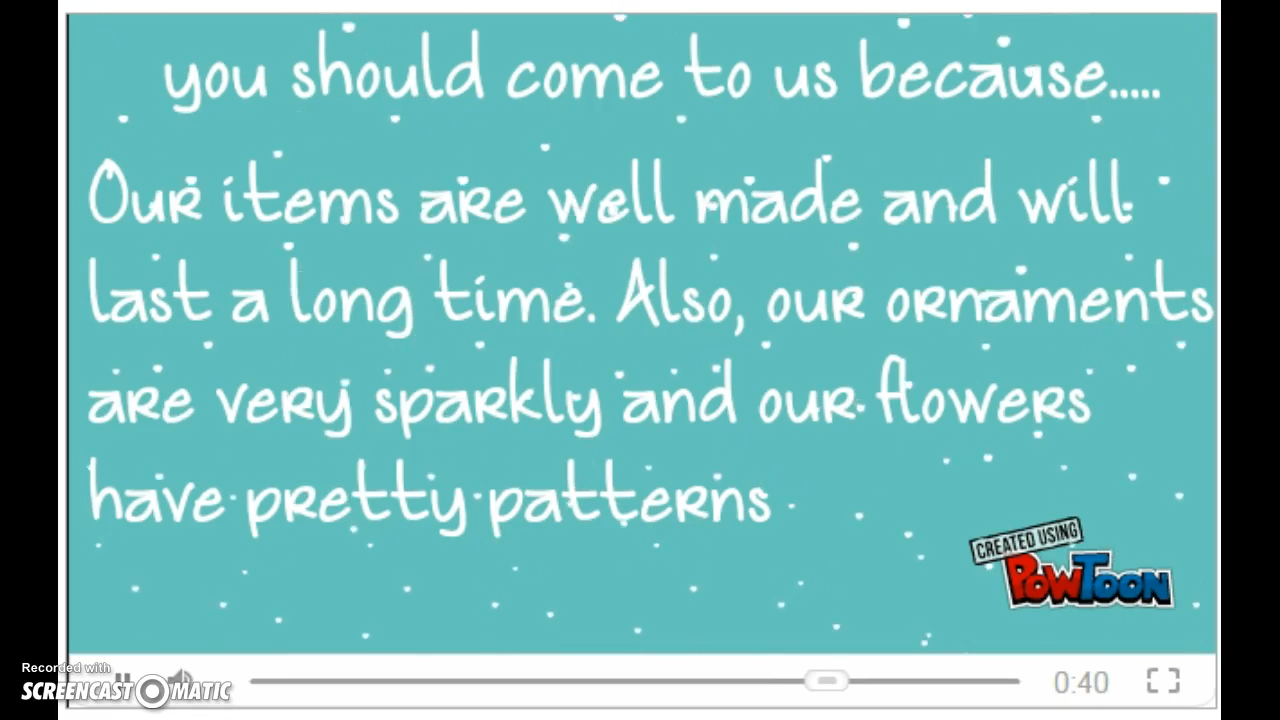 you should come to us because.....
Our items are well made and will
last a long time. Also, our ornaments
are very sparkly and our flowers
have pretty patterns
CREATED USING
POWTOON
Recorded with
SCREENCAST-O-MATIC
0:40